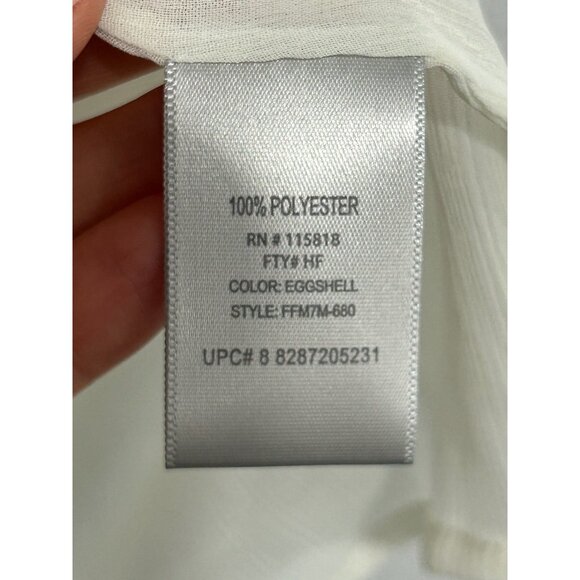 100% POLYESTER
RN # 115818
FTY# HF
COLOR: EGGSHELL
STYLE: FFM7M-680
UPC# 8 8287205231